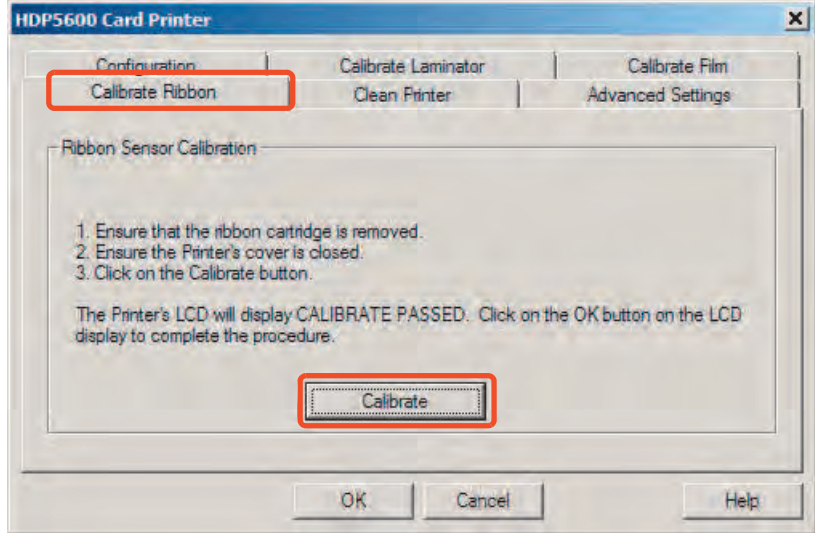 HDP5600 Card Printer
Configuration Calibrate Laminator Calibrate Film
Calibrate Ribbon Clean Printer Advanced Settings
Ribbon Sensor Calibration
1. Ensure that the ribbon cartridge is removed.
2. Ensure the Printer's cover is closed.
3. Click on the Calibrate button.
The Printer's LCD will display CALIBRATE PASSED. Click on the OK button on the LCD
display to complete the procedure.
Calibrate
OK Cancel Help